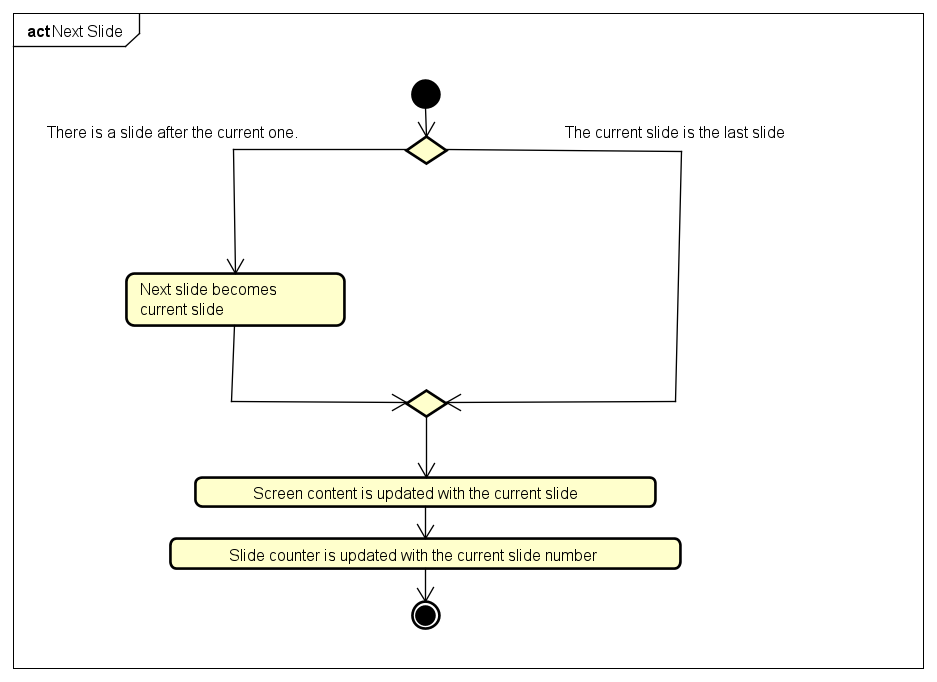 act Next Slide
There is a slide after the current one.
The current slide is the last slide
Next slide becomes
current slide
Screen content is updated with the current slide
Slide counter is updated with the current slide number